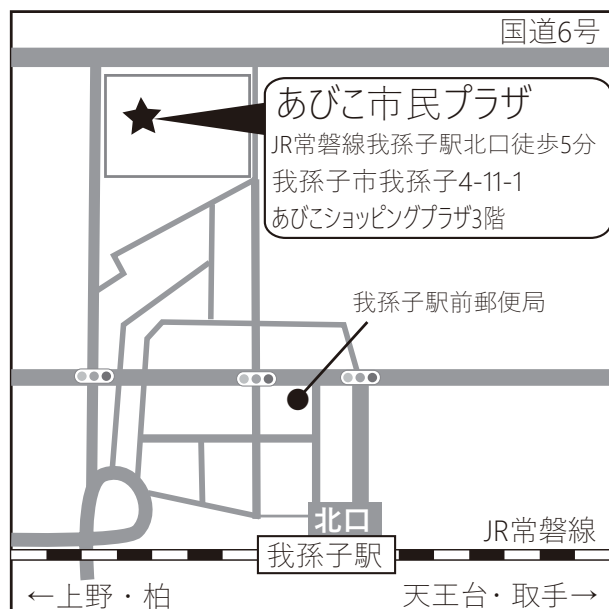 国道6号
あびこ市民プラザ
JR常磐線我孫子駅北口徒歩5分
我孫子市我孫子4-11-1
あびこショッピングプラザ3階
我孫子駅前郵便局
北口
JR常磐線
我孫子駅
←上野・柏
天王台・取手→